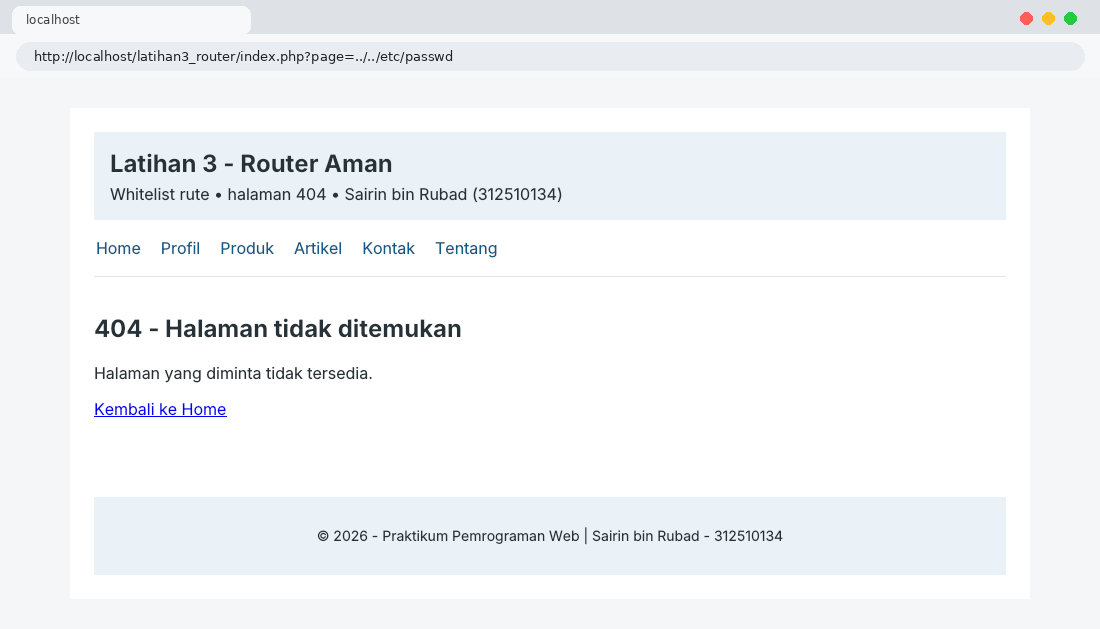 localhost
http://localhost/latihan3_router/index.php?page=../../etc/passwd
Latihan 3 - Router Aman
Whitelist rute • halaman 404 • Sairin bin Rubad (312510134)
Home Profil Produk Artikel Kontak Tentang
404 - Halaman tidak ditemukan
Halaman yang diminta tidak tersedia.
Kembali ke Home
© 2026 - Praktikum Pemrograman Web | Sairin bin Rubad - 312510134